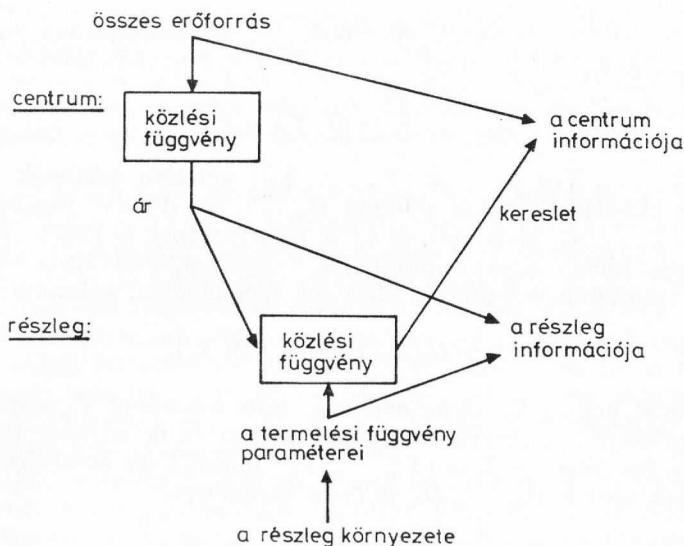 összes erőforrás
centrum:
közlési
függvény
a centrum
információja
ár
kereslet
részleg:
közlési
függvény
a részleg
információja
a termelési függvény
paraméterei
a részleg környezete